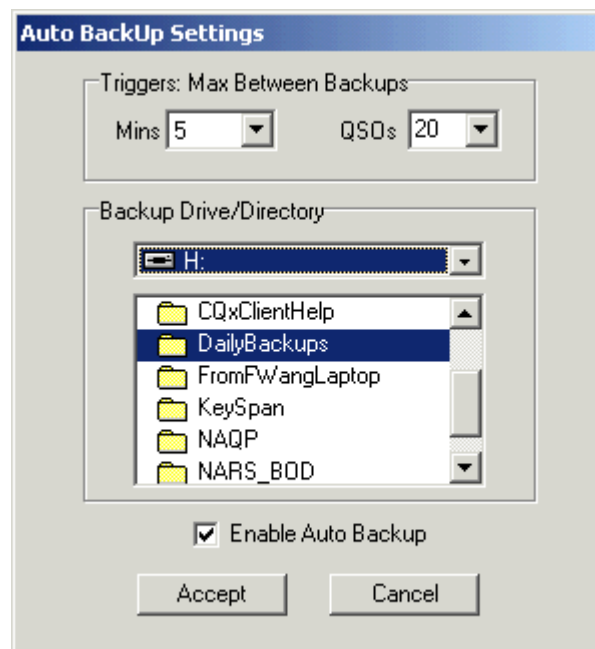 Auto BackUp Settings
Triggers: Max Between Backups
Mins 5 QSOs 20
Backup Drive/Directory
H:
CQxClientHelp
DailyBackups
FromFWangLaptop
KeySpan
NAQP
NARS_BOD
Enable Auto Backup
Accept Cancel